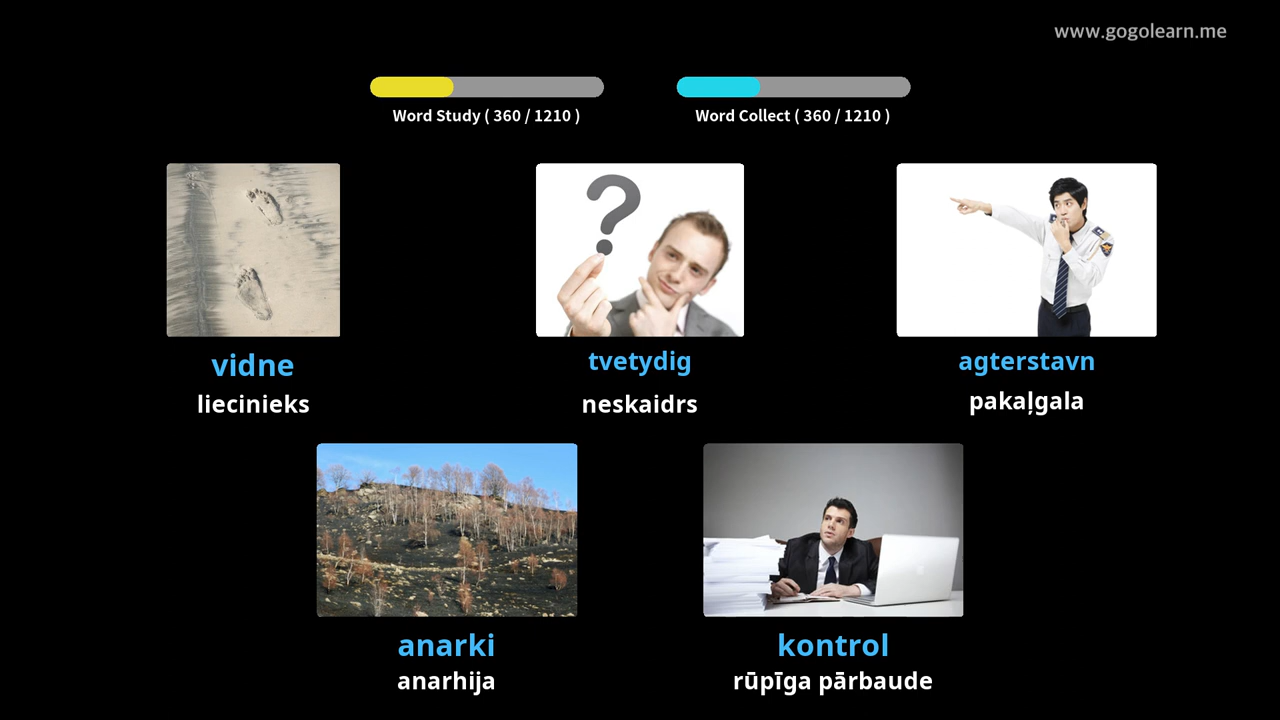 www.gogolearn.me
Word Study ( 360 / 1210 )
Word Collect ( 360 / 1210 )
vidne
liecinieks
tvetydig
neskaidrs
agterstavn
pakaļgala
anarki
anarhija
kontrol
rūpīga pārbaude